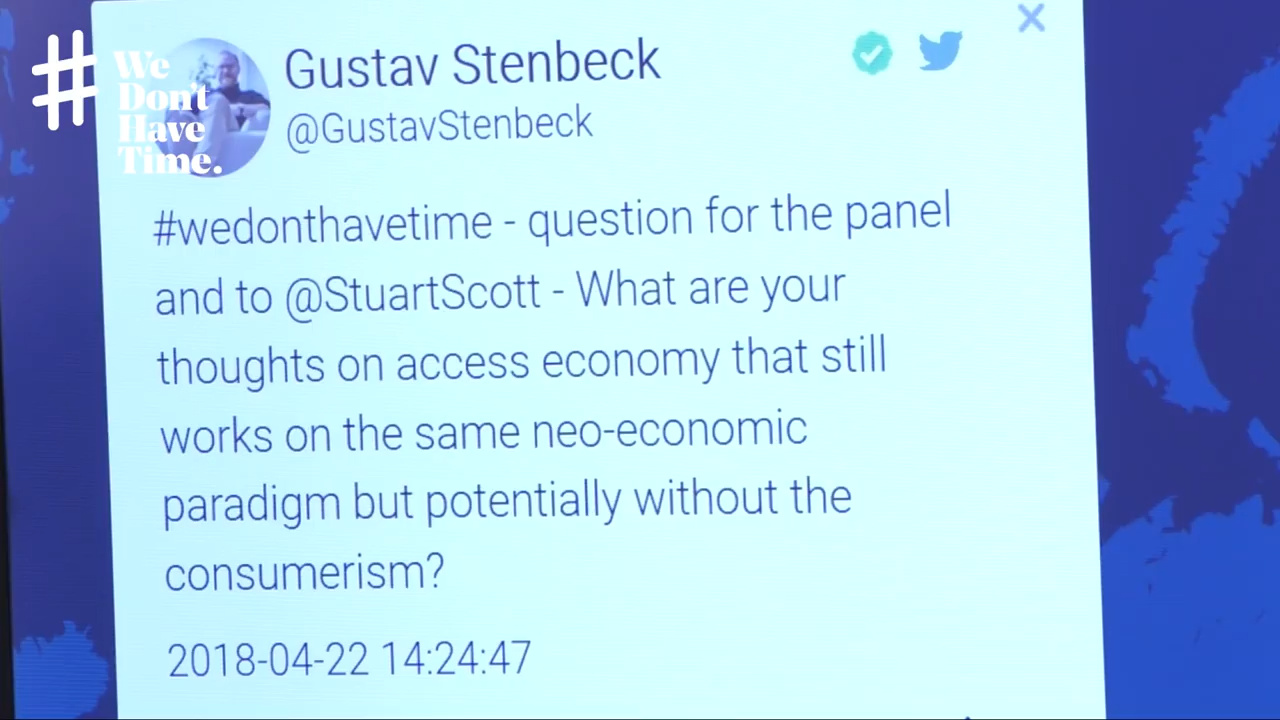 #
We
Don't
Have
Time.
Gustav Stenbeck
@GustavStenbeck
#wedonthavetime - question for the panel
and to @StuartScott - What are your
thoughts on access economy that still
works on the same neo-economic
paradigm but potentially without the
consumerism?
2018-04-22 14:24:47